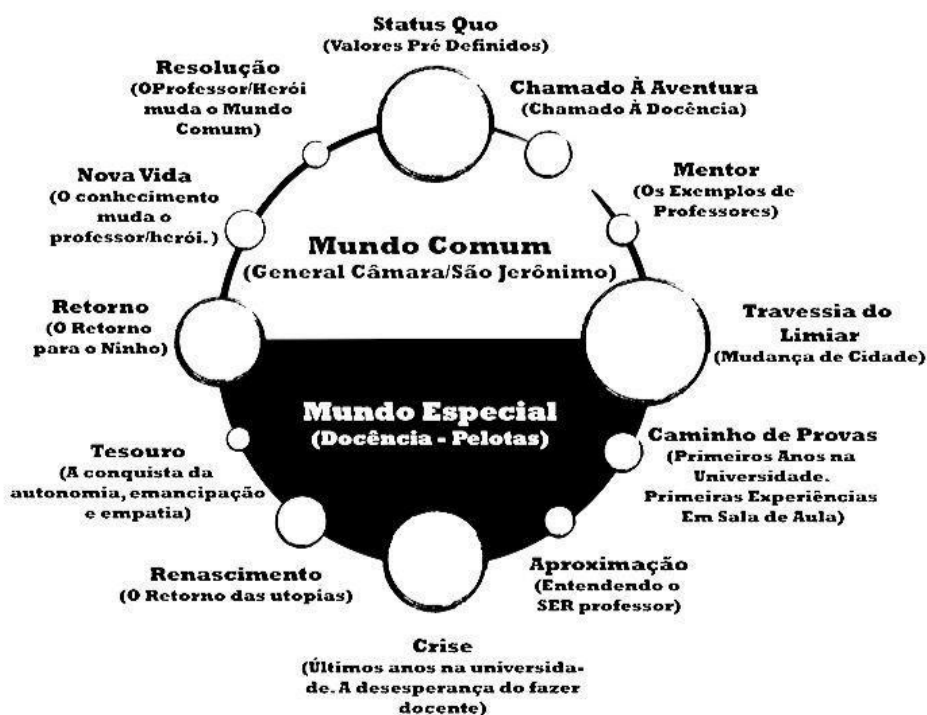 Status Quo
(Valores Pré Definidos)
Chamado À Aventura
(Chamado À Docência)
Mentor
(Os Exemplos de
Professores)
Travessia do
Limiar
(Mudança de Cidade)
Caminho de Provas
(Primeiros Anos na
Universidade.
Primeiras Experiências
Em Sala de Aula)
Aproximação
(Entendendo o
SER professor)
Crise
(Últimos anos na universida-
de. A desesperança do fazer
docente)
Renascimento
(O Retorno das utopias)
Tesouro
(A conquista da
autonomia, emancipação
e empatia)
Retorno
(O Retorno
para o Ninho)
Nova Vida
(O conhecimento
muda o
professor/herói.)
Resolução
(OProfessor/Herói
muda o Mundo
Comum)
Mundo Comum
(General Câmara/São Jerônimo)
Mundo Especial
(Docência - Pelotas)